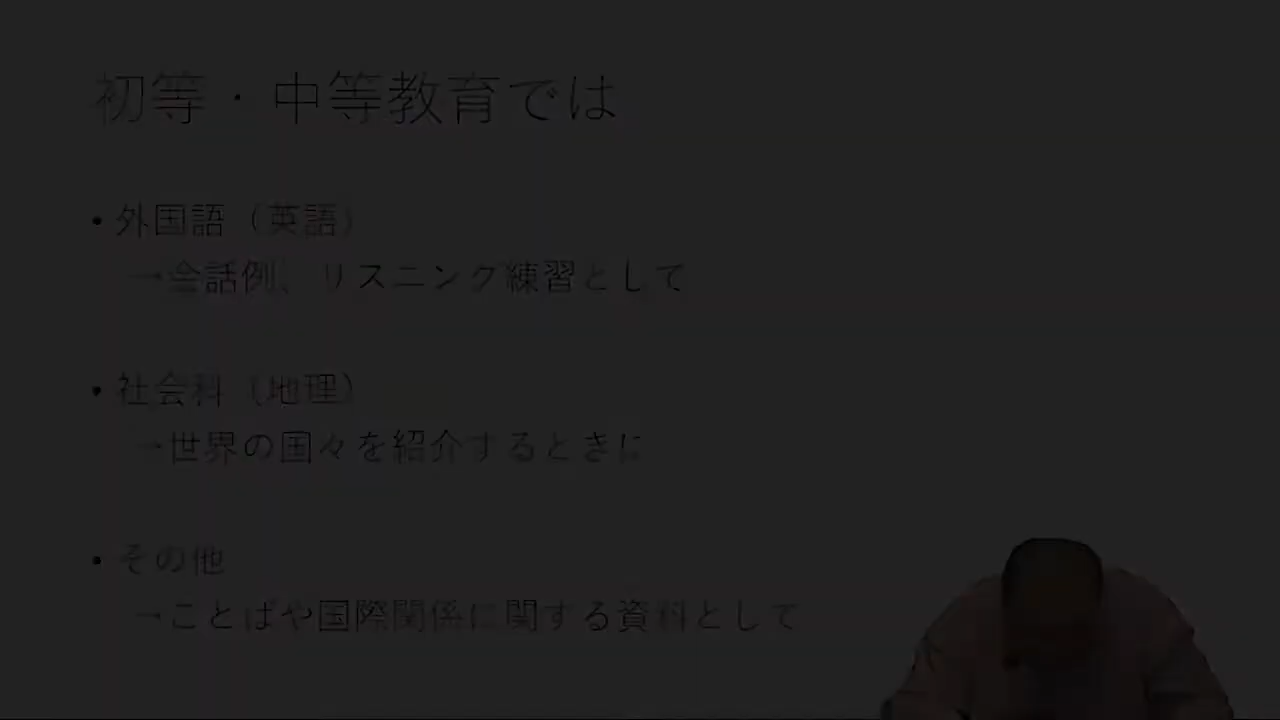 初等・中等教育では
• 外国語（英語）
→会話例、リスニング練習として
• 社会科（地理）
→世界の国々を紹介するときに
• その他
→ことばや国際関係に関する資料として